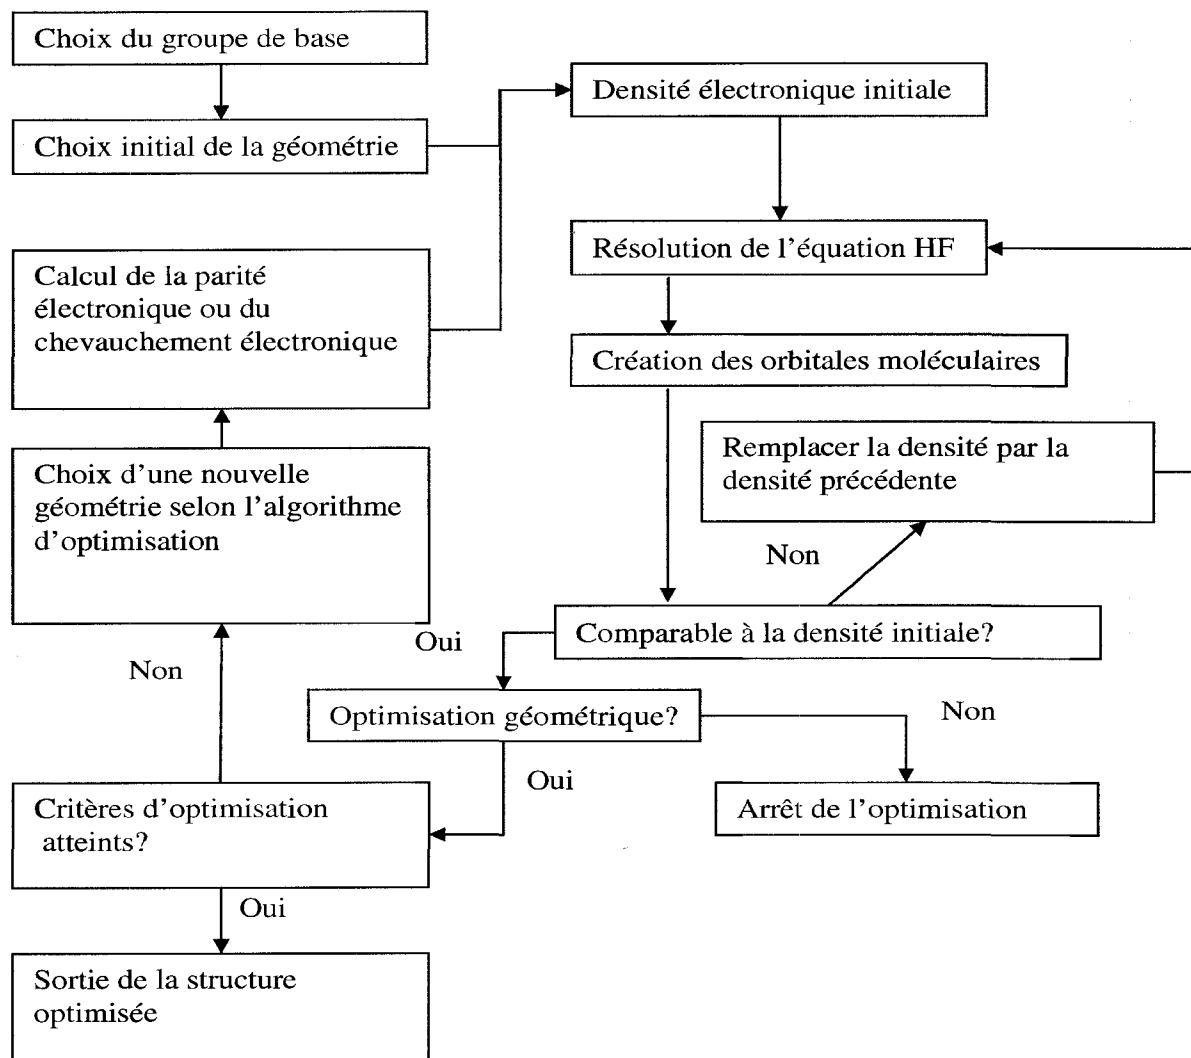 Choix du groupe de base
Choix initial de la géométrie
Densité électronique initiale
Résolution de l'équation HF
Calcul de la parité
électronique ou du
chevauchement électronique
Création des orbitales moléculaires
Remplacer la densité par la
densité précédente
Choix d'une nouvelle
géométrie selon l'algorithme
d'optimisation
Non
Comparable à la densité initiale?
Oui
Non
Optimisation géométrique?
Non
Oui
Critères d'optimisation
atteints?
Arrêt de l'optimisation
Oui
Sortie de la structure
optimisée